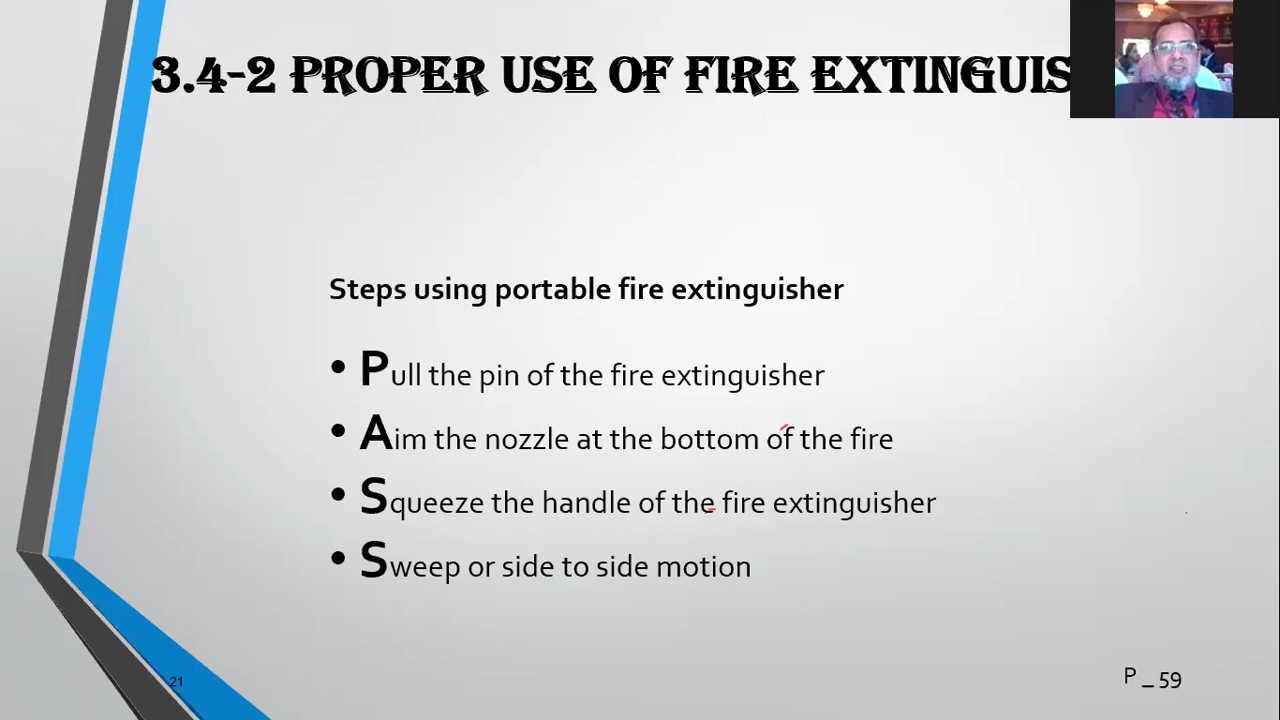 3.4-2 PROPER USE OF FIRE EXTINGUIS
Steps using portable fire extinguisher
• Pull the pin of the fire extinguisher
• Aim the nozzle at the bottom of the fire
• Squeeze the handle of the fire extinguisher
• Sweep or side to side motion
21
P _ 59